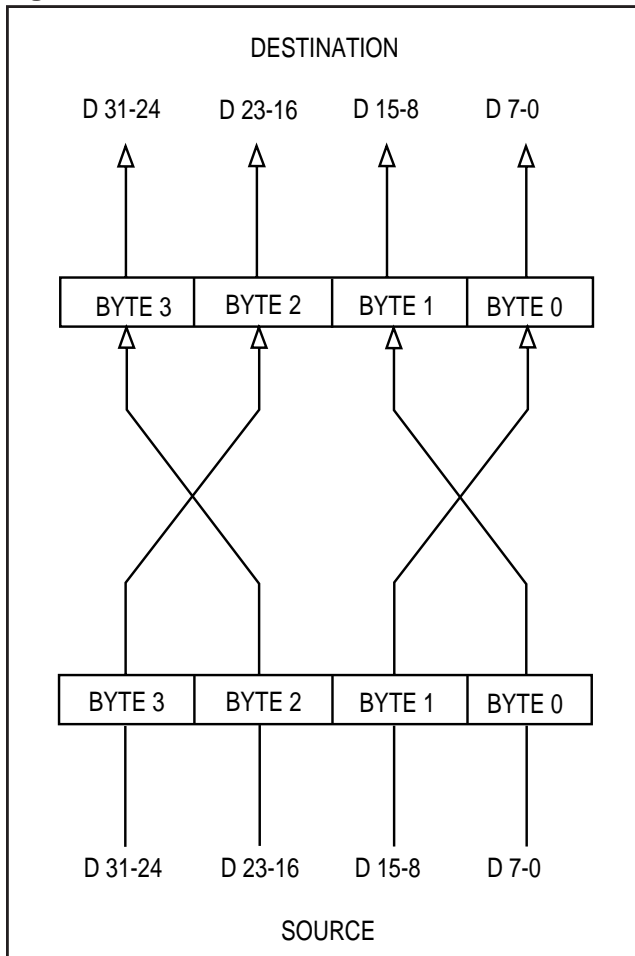 DESTINATION
D 31-24 D 23-16 D 15-8 D 7-0
BYTE 3 BYTE 2 BYTE 1 BYTE 0
BYTE 3 BYTE 2 BYTE 1 BYTE 0
D 31-24 D 23-16 D 15-8 D 7-0
SOURCE